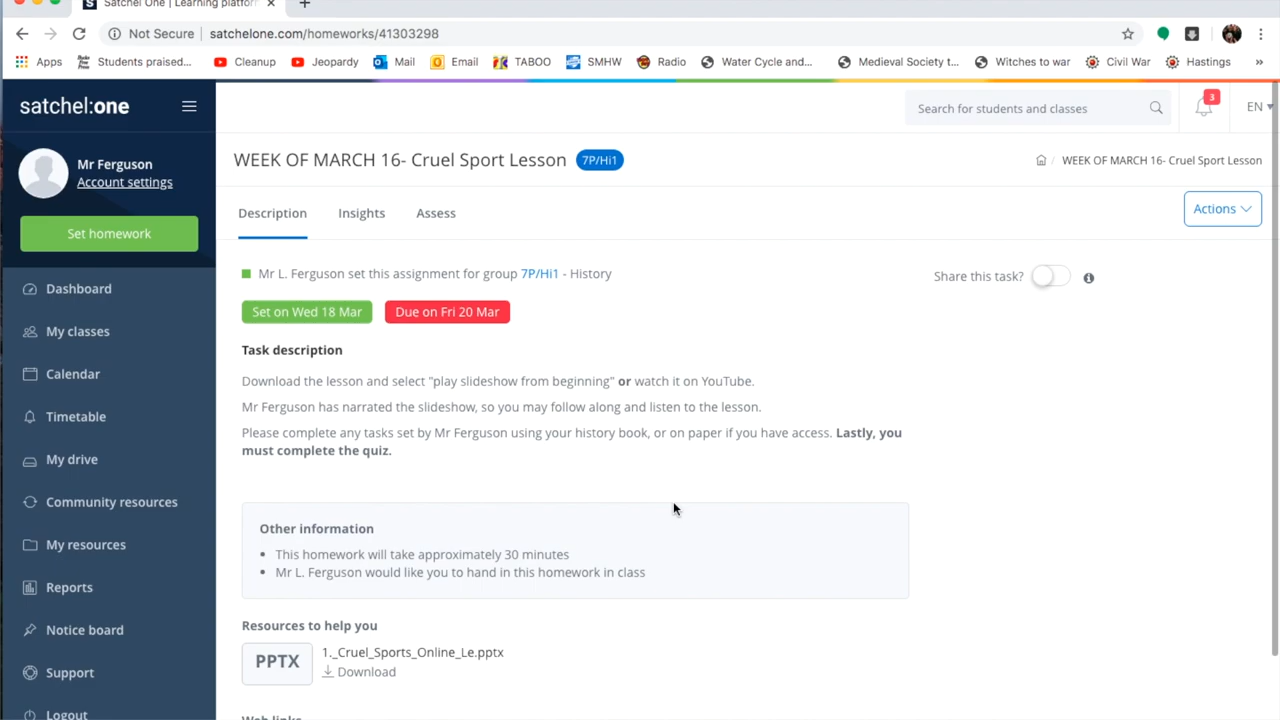 Satchel One | Learning platfor
Not Secure | satchelone.com/homeworks/41303298
Apps Students praised... Cleanup Jeopardy Mail Email TABOO SMHW Radio Water Cycle and... Medieval Society t... Witches to war Civil War Hastings »
satchel:one
Search for students and classes
3
EN
Mr Ferguson
Account settings
Set homework
Dashboard
My classes
Calendar
Timetable
My drive
Community resources
My resources
Reports
Notice board
Support
Logout
WEEK OF MARCH 16- Cruel Sport Lesson 7P/Hi1
/ WEEK OF MARCH 16- Cruel Sport Lesson
Description Insights Assess
Actions
Mr L. Ferguson set this assignment for group 7P/Hi1 - History
Share this task?
Set on Wed 18 Mar Due on Fri 20 Mar
Task description
Download the lesson and select "play slideshow from beginning" or watch it on YouTube.
Mr Ferguson has narrated the slideshow, so you may follow along and listen to the lesson.
Please complete any tasks set by Mr Ferguson using your history book, or on paper if you have access. Lastly, you
must complete the quiz.
Other information
• This homework will take approximately 30 minutes
• Mr L. Ferguson would like you to hand in this homework in class
Resources to help you
PPTX
1._Cruel_Sports_Online_Le.pptx
Download
Web links